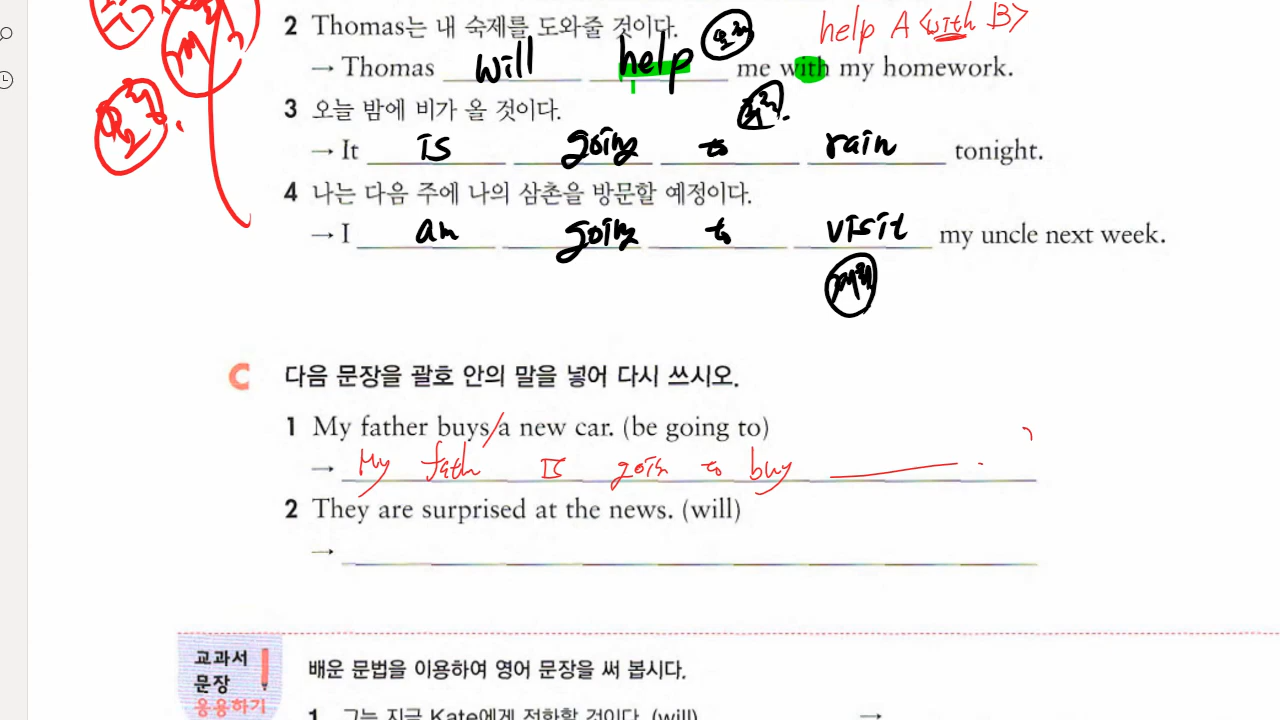 2 Thomas는 내 숙제를 도와줄 것이다.
help A <with B>
→ Thomas will help me with my homework.
3 오늘 밤에 비가 올 것이다.
→ It is going to rain tonight.
4 나는 다음 주에 나의 삼촌을 방문할 예정이다.
→ I am going to visit my uncle next week.
C 다음 문장을 괄호 안의 말을 넣어 다시 쓰시오.
1 My father buys/a new car. (be going to)
→ My fath is goin to buy .
2 They are surprised at the news. (will)
→
교과서
문장
응용하기
배운 문법을 이용하여 영어 문장을 써 봅시다.
1 그는 지금 Kate에게 전화할 것이다. (will) →